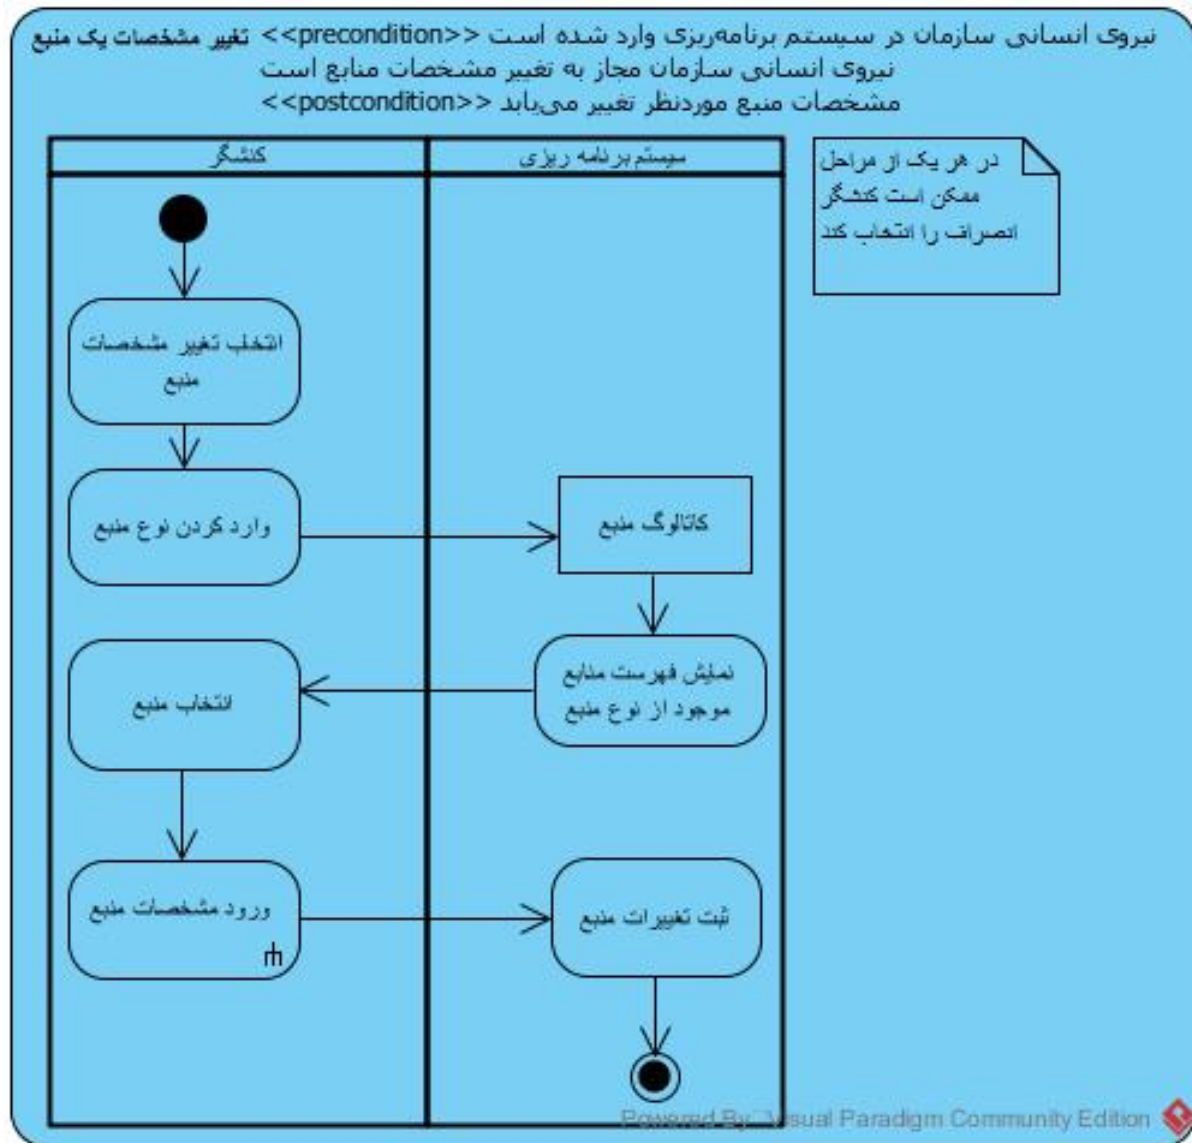 تغییر مشخصات یک منبع <<precondition>> نیروی انسانی سازمان در سیستم برنامه‌ریزی وارد شده است
نیروی انسانی سازمان مجاز به تغییر مشخصات منابع است
<<postcondition>> مشخصات منبع موردنظر تغییر می‌یابد
کنشگر
سیستم برنامه ریزی
در هر یک از مراحل
ممکن است کنشگر
انصراف را انتخاب کند
انتخاب تغییر مشخصات
منبع
وارد کردن نوع منبع
کاتالوگ منبع
نمایش فهرست منابع
موجود از نوع منبع
انتخاب منبع
ورود مشخصات منبع
ثبت تغییرات منبع
Powered By Visual Paradigm Community Edition